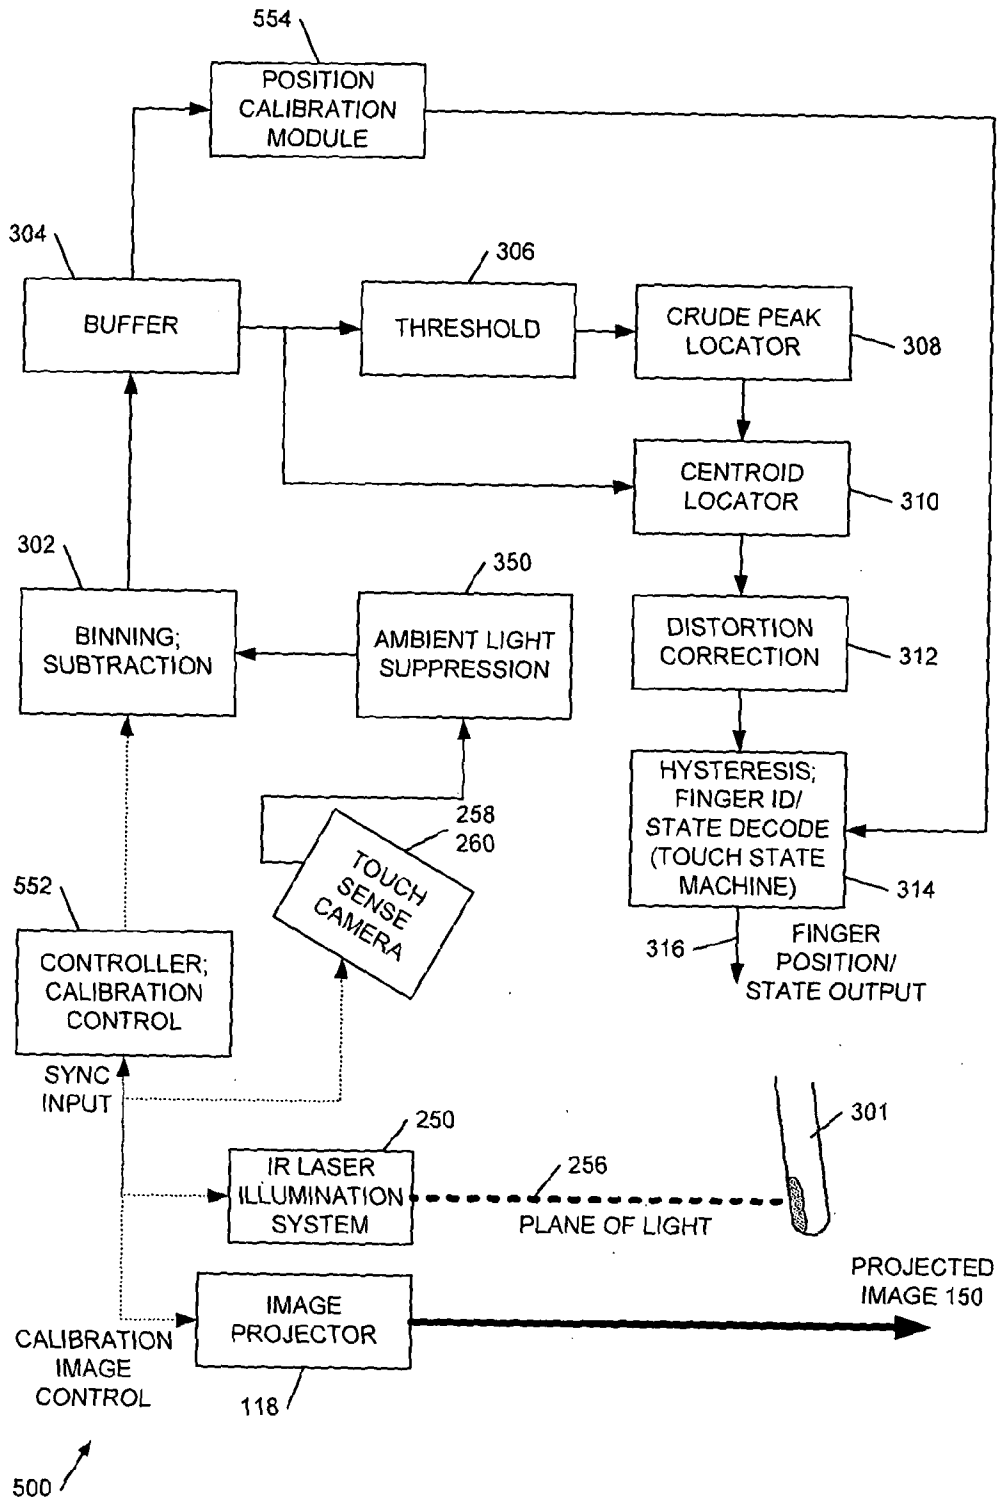 554
POSITION
CALIBRATION
MODULE
304
BUFFER
306
THRESHOLD
CRUDE PEAK
LOCATOR
308
CENTROID
LOCATOR
310
302
BINNING;
SUBTRACTION
350
AMBIENT LIGHT
SUPPRESSION
DISTORTION
CORRECTION
312
HYSTERESIS;
FINGER ID/
STATE DECODE
(TOUCH STATE
MACHINE)
314
258
260
TOUCH
SENSE
CAMERA
316
FINGER
POSITION/
STATE OUTPUT
552
CONTROLLER;
CALIBRATION
CONTROL
SYNC
INPUT
250
IR LASER
ILLUMINATION
SYSTEM
256
PLANE OF LIGHT
301
PROJECTED
IMAGE 150
IMAGE
PROJECTOR
118
CALIBRATION
IMAGE
CONTROL
500